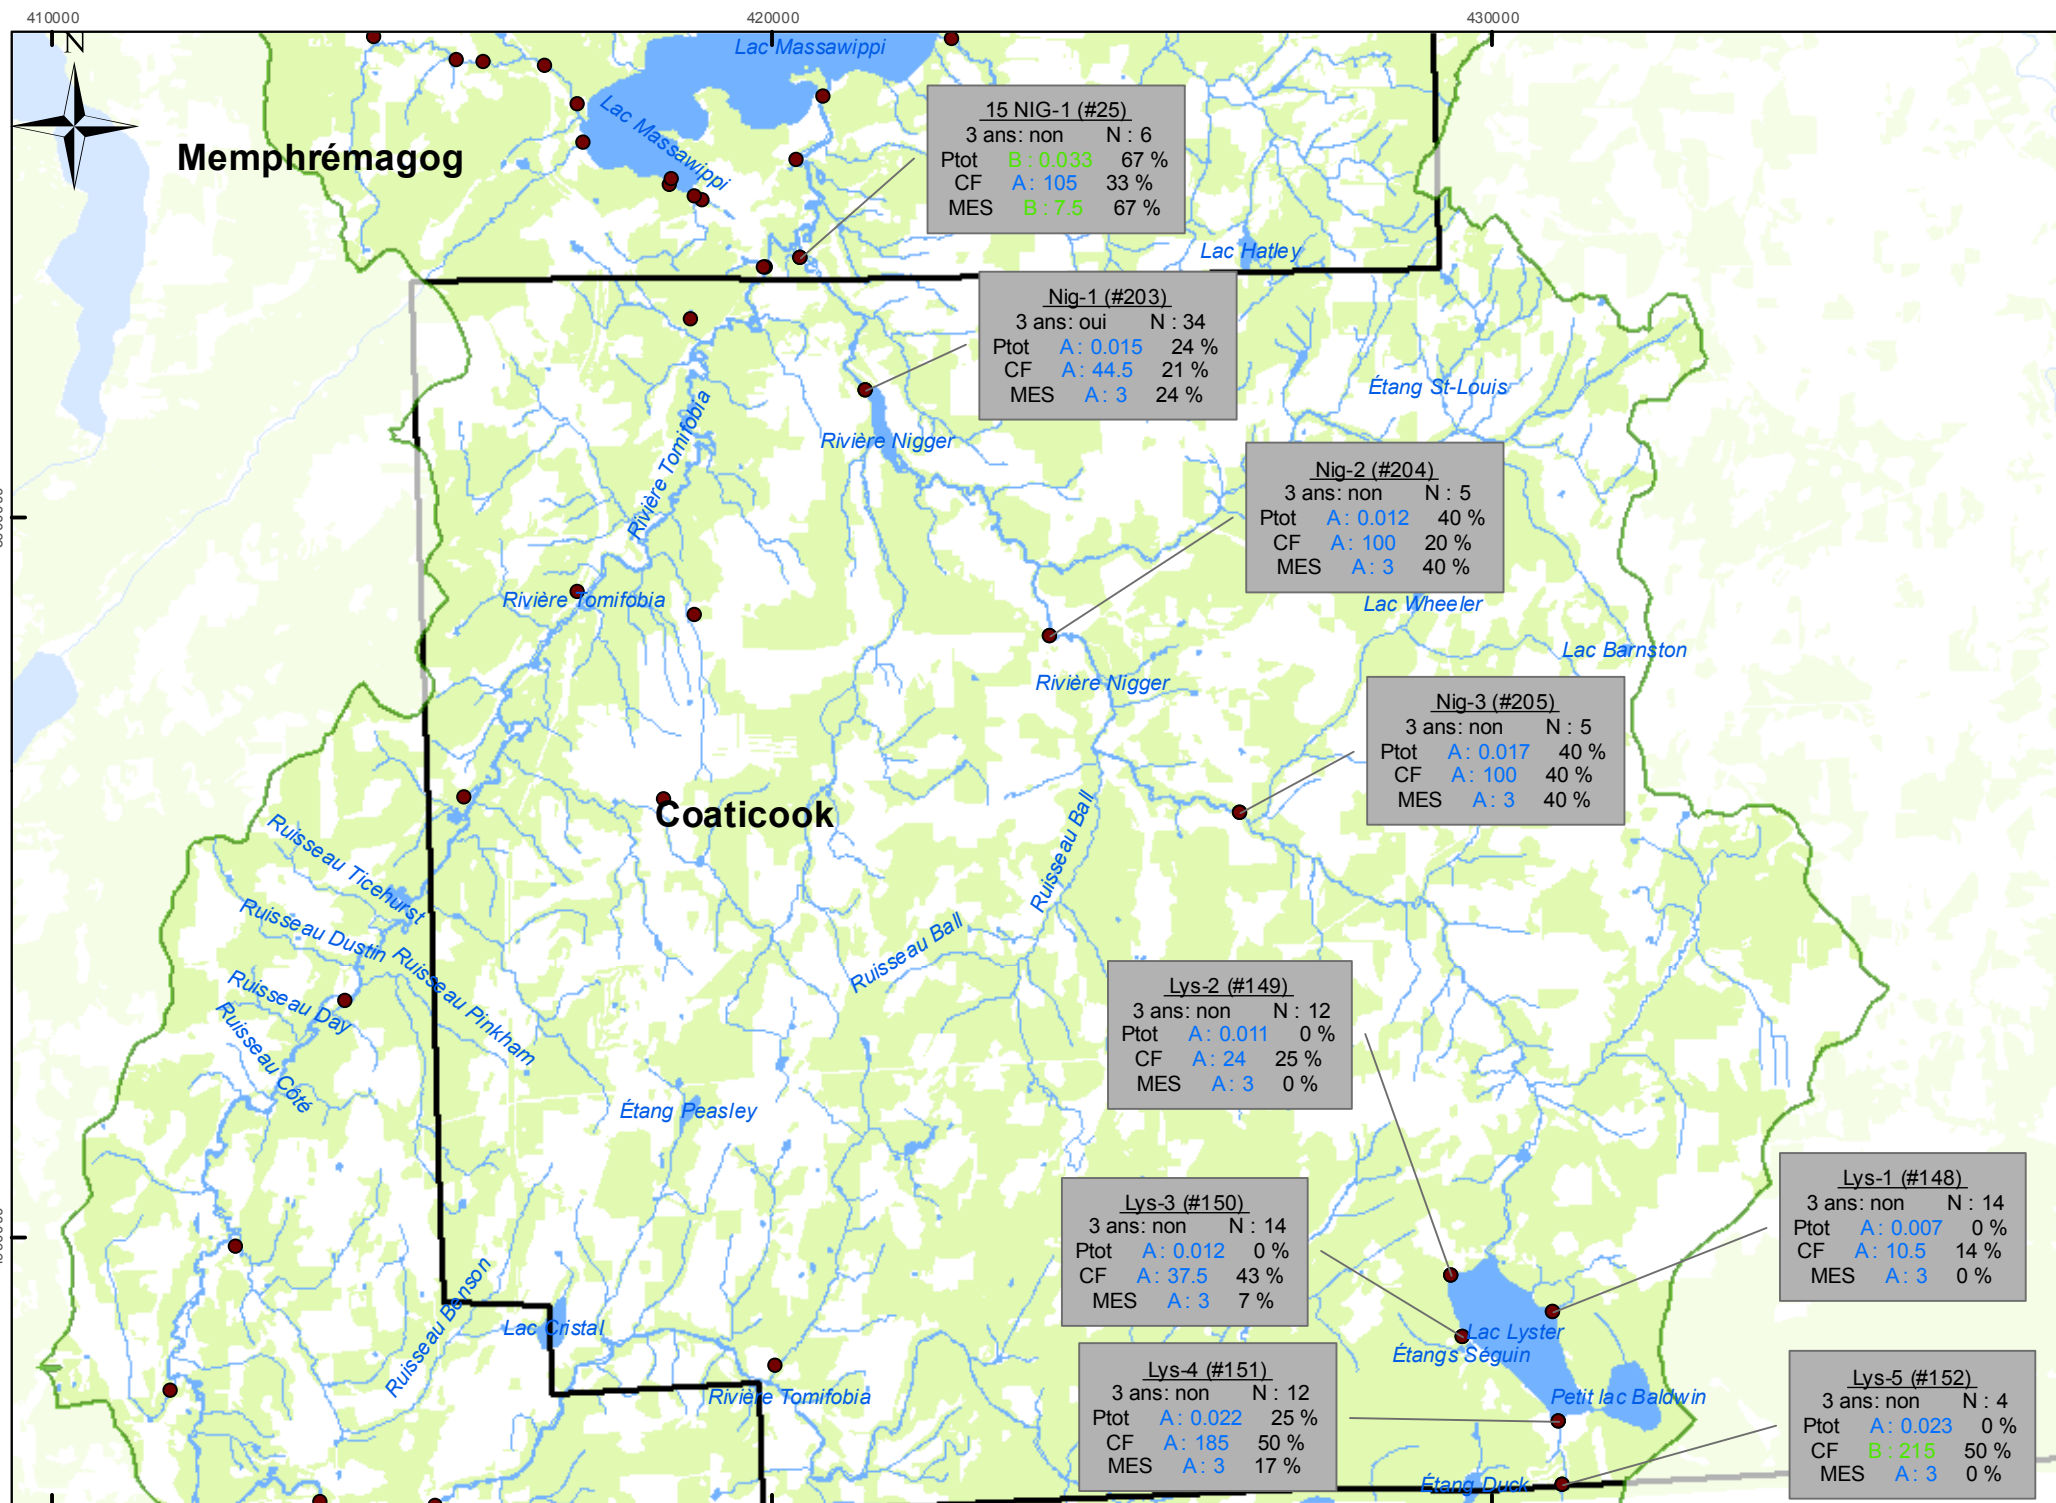 410000
420000
430000
N
Lac Massawippi
Lac Massawippi
Memphrémagog
15 NIG-1 (#25)
3 ans: non N : 6
Ptot B : 0.033 67 %
CF A : 105 33 %
MES B : 7.5 67 %
Lac Hatley
Nig-1 (#203)
3 ans: oui N : 34
Ptot A : 0.015 24 %
CF A : 44.5 21 %
MES A : 3 24 %
Étang St-Louis
Rivière Nigger
Rivière Tomifobia
Nig-2 (#204)
3 ans: non N : 5
Ptot A : 0.012 40 %
CF A : 100 20 %
MES A : 3 40 %
Rivière Tomifobia
Lac Wheeler
Lac Barnston
Rivière Nigger
Nig-3 (#205)
3 ans: non N : 5
Ptot A : 0.017 40 %
CF A : 100 40 %
MES A : 3 40 %
Coaticook
Ruisseau Ball
Ruisseau Ticehurst
Ruisseau Dustin
Ruisseau Ball
Ruisseau Pinkham
Ruisseau Day
Ruisseau Côté
Lys-2 (#149)
3 ans: non N : 12
Ptot A : 0.011 0 %
CF A : 24 25 %
MES A : 3 0 %
Étang Peasley
Lys-3 (#150)
3 ans: non N : 14
Ptot A : 0.012 0 %
CF A : 37.5 43 %
MES A : 3 7 %
Lys-1 (#148)
3 ans: non N : 14
Ptot A : 0.007 0 %
CF A : 10.5 14 %
MES A : 3 0 %
Ruisseau Benson
Lac Cristal
Lac Lyster
Étangs Séguin
Lys-4 (#151)
3 ans: non N : 12
Ptot A : 0.022 25 %
CF A : 185 50 %
MES A : 3 17 %
Rivière Tomifobia
Petit lac Baldwin
Lys-5 (#152)
3 ans: non N : 4
Ptot A : 0.023 0 %
CF B : 215 50 %
MES A : 3 0 %
Étang Duck